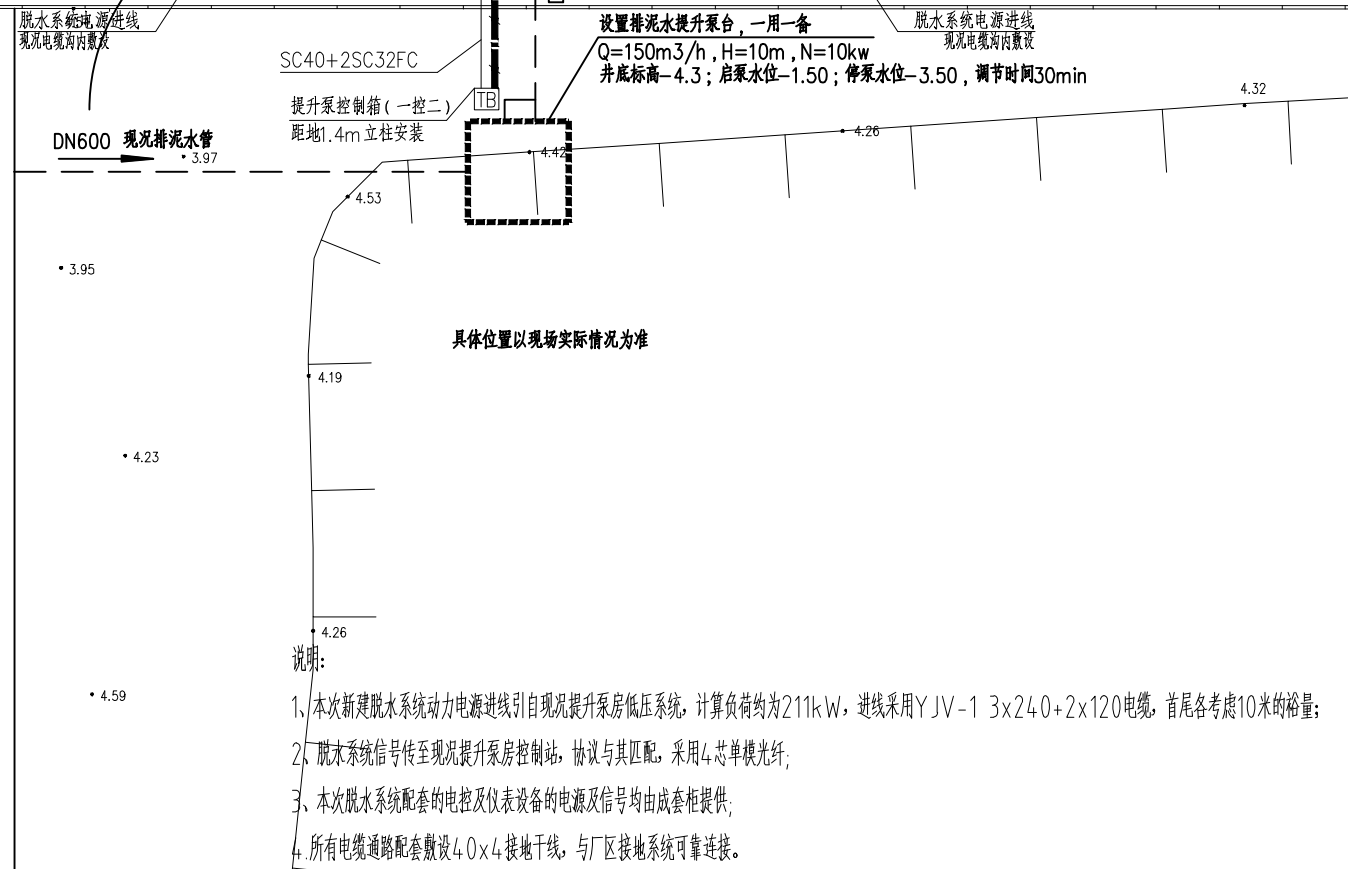 脱水系统电源进线
现况电缆沟内敷设
设置排泥水提升泵台，一用一备
Q=150m3/h , H=10m , N=10kw
井底标高-4.3；启泵水位-1.50；停泵水位-3.50，调节时间30min
脱水系统电源进线
现况电缆沟内敷设
SC40+2SC32FC
提升泵控制箱(一控二)
距地1.4m立柱安装
TB
DN600 现况排泥水管
3.97
4.32
4.26
4.42
4.53
3.95
具体位置以现场实际情况为准
4.19
4.23
4.26
4.59
说明：
1、本次新建脱水系统动力电源进线引自现况提升泵房低压系统，计算负荷约为211kW，进线采用YJV-1 3x240+2x120电缆，首尾各考虑10米的裕量；
2、脱水系统信号传至现况提升泵房控制站，协议与其匹配，采用4芯单模光纤；
3、本次脱水系统配套的电控及仪表设备的电源及信号均由成套柜提供；
4.所有电缆通路配套敷设40x4接地干线，与厂区接地系统可靠连接。